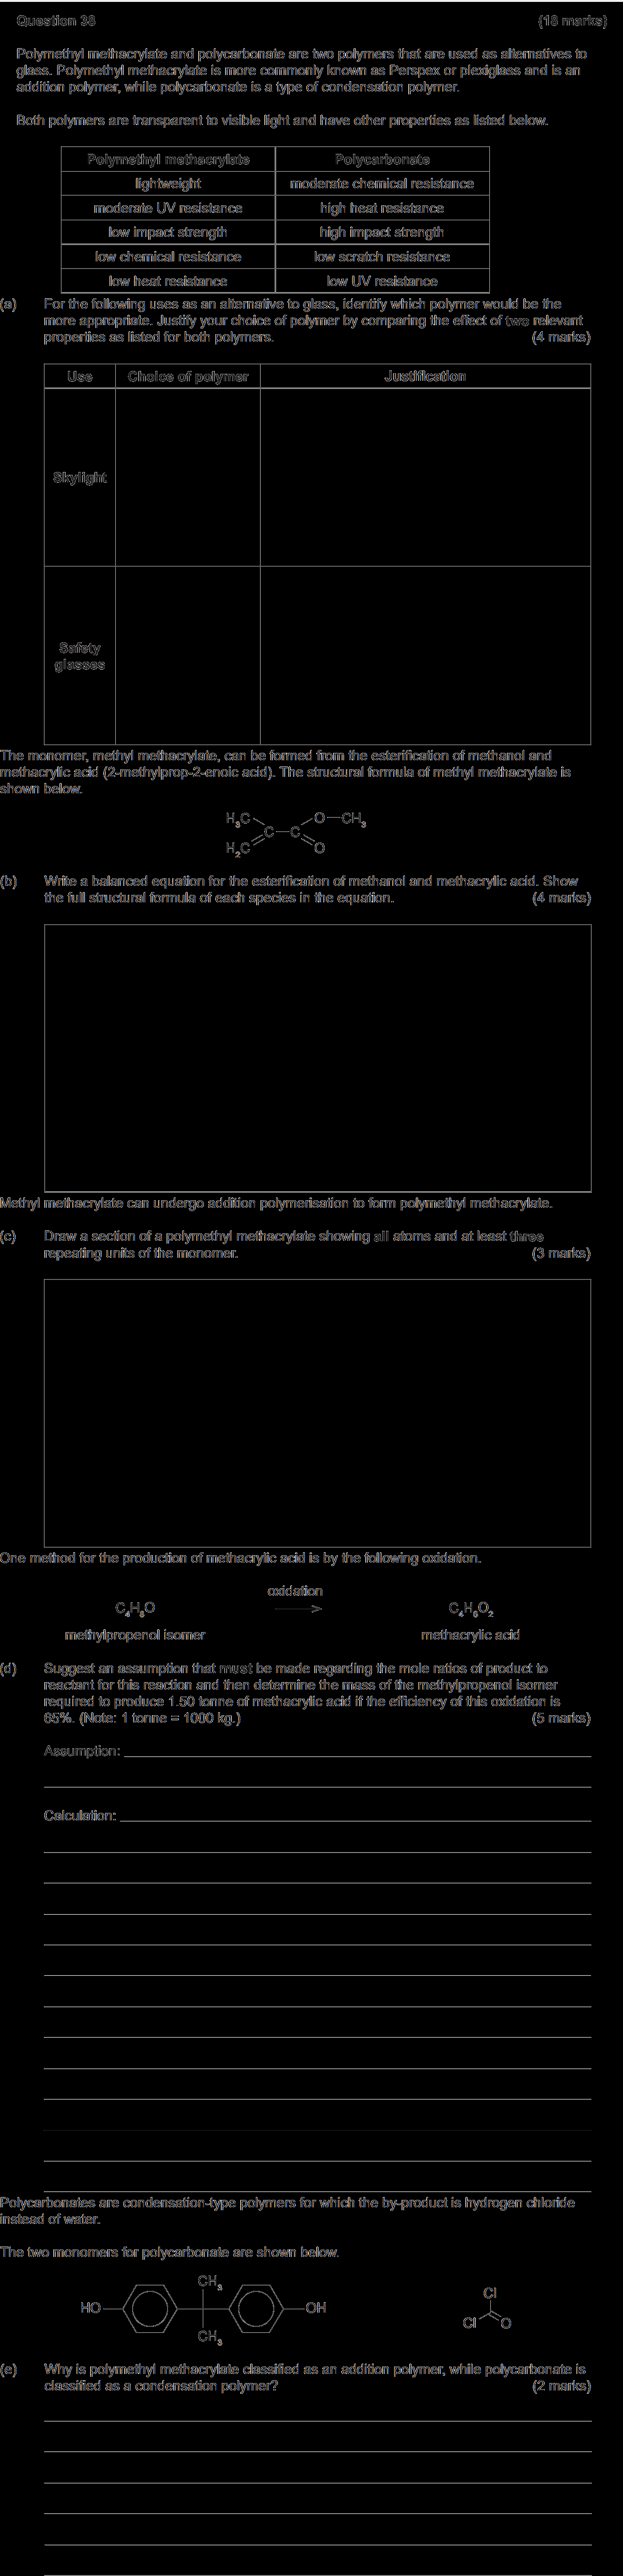 Question 38 (18 marks)
Polymethyl methacrylate and polycarbonate are two polymers that are used as alternatives to
glass. Polymethyl methacrylate is more commonly known as Perspex or plexiglass and is an
addition polymer, while polycarbonate is a type of condensation polymer.
Both polymers are transparent to visible light and have other properties as listed below.
Polymethyl methacrylate Polycarbonate
lightweight moderate chemical resistance
moderate UV resistance high heat resistance
low impact strength high impact strength
low chemical resistance low scratch resistance
low heat resistance low UV resistance
(a) For the following uses as an alternative to glass, identify which polymer would be the
more appropriate. Justify your choice of polymer by comparing the effect of two relevant
properties as listed for both polymers. (4 marks)
Use Choice of polymer Justification
Skylight
Safety
glasses
The monomer, methyl methacrylate, can be formed from the esterification of methanol and
methacrylic acid (2-methylprop-2-enoic acid). The structural formula of methyl methacrylate is
shown below.
H₃C O CH₃
C C
H₂C O
(b) Write a balanced equation for the esterification of methanol and methacrylic acid. Show
the full structural formula of each species in the equation. (4 marks)
Methyl methacrylate can undergo addition polymerisation to form polymethyl methacrylate.
(c) Draw a section of a polymethyl methacrylate showing all atoms and at least three
repeating units of the monomer. (3 marks)
One method for the production of methacrylic acid is by the following oxidation.
oxidation
C₄H₈O C₄H₆O₂
methylpropenol isomer methacrylic acid
(d) Suggest an assumption that must be made regarding the mole ratios of product to
reactant for this reaction and then determine the mass of the methylpropenol isomer
required to produce 1.50 tonne of methacrylic acid if the efficiency of this oxidation is
65%. (Note: 1 tonne = 1000 kg.) (5 marks)
Assumption:
Calculation:
Polycarbonates are condensation-type polymers for which the by-product is hydrogen chloride
instead of water.
The two monomers for polycarbonate are shown below.
CH₃
Cl
HO OH
Cl O
CH₃
(e) Why is polymethyl methacrylate classified as an addition polymer, while polycarbonate is
classified as a condensation polymer? (2 marks)